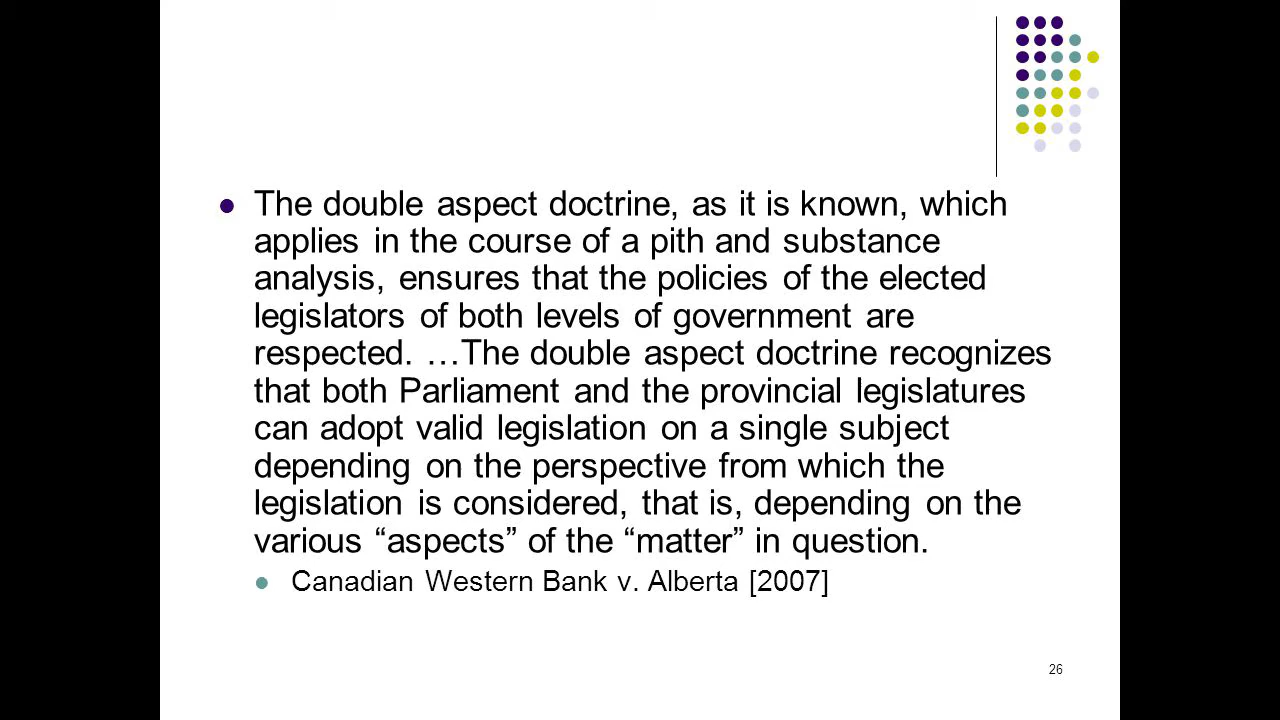 The double aspect doctrine, as it is known, which
applies in the course of a pith and substance
analysis, ensures that the policies of the elected
legislators of both levels of government are
respected. …The double aspect doctrine recognizes
that both Parliament and the provincial legislatures
can adopt valid legislation on a single subject
depending on the perspective from which the
legislation is considered, that is, depending on the
various “aspects” of the “matter” in question.
Canadian Western Bank v. Alberta [2007]
26